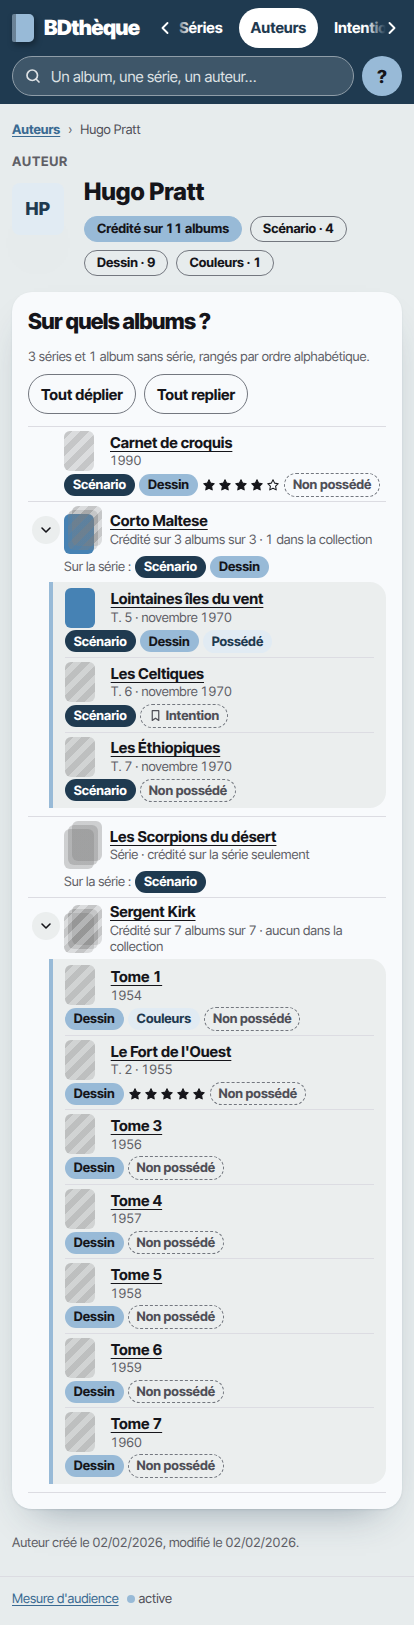 BDthèque
Séries
Auteurs
Un album, une série, un auteur...
?
Auteurs › Hugo Pratt
AUTEUR
HP
Hugo Pratt
Crédité sur 11 albums
Scénario · 4
Dessin · 9
Couleurs · 1
Sur quels albums ?
3 séries et 1 album sans série, rangés par ordre alphabétique.
Tout déplier
Tout replier
Carnet de croquis
1990
Scénario Dessin ★★★★☆ Non possédé
Corto Maltese
Crédité sur 3 albums sur 3 · 1 dans la collection
Sur la série : Scénario Dessin
Lointaines îles du vent
T. 5 · novembre 1970
Scénario Dessin Possédé
Les Celtiques
T. 6 · novembre 1970
Scénario Intention
Les Éthiopiques
T. 7 · novembre 1970
Scénario Non possédé
Les Scorpions du désert
Série · crédité sur la série seulement
Sur la série : Scénario
Sergent Kirk
Crédité sur 7 albums sur 7 · aucun dans la
collection
Tome 1
1954
Dessin Couleurs Non possédé
Le Fort de l'Ouest
T. 2 · 1955
Dessin ★★★★★ Non possédé
Tome 3
1956
Dessin Non possédé
Tome 4
1957
Dessin Non possédé
Tome 5
1958
Dessin Non possédé
Tome 6
1959
Dessin Non possédé
Tome 7
1960
Dessin Non possédé
Auteur créé le 02/02/2026, modifié le 02/02/2026.
Mesure d'audience active